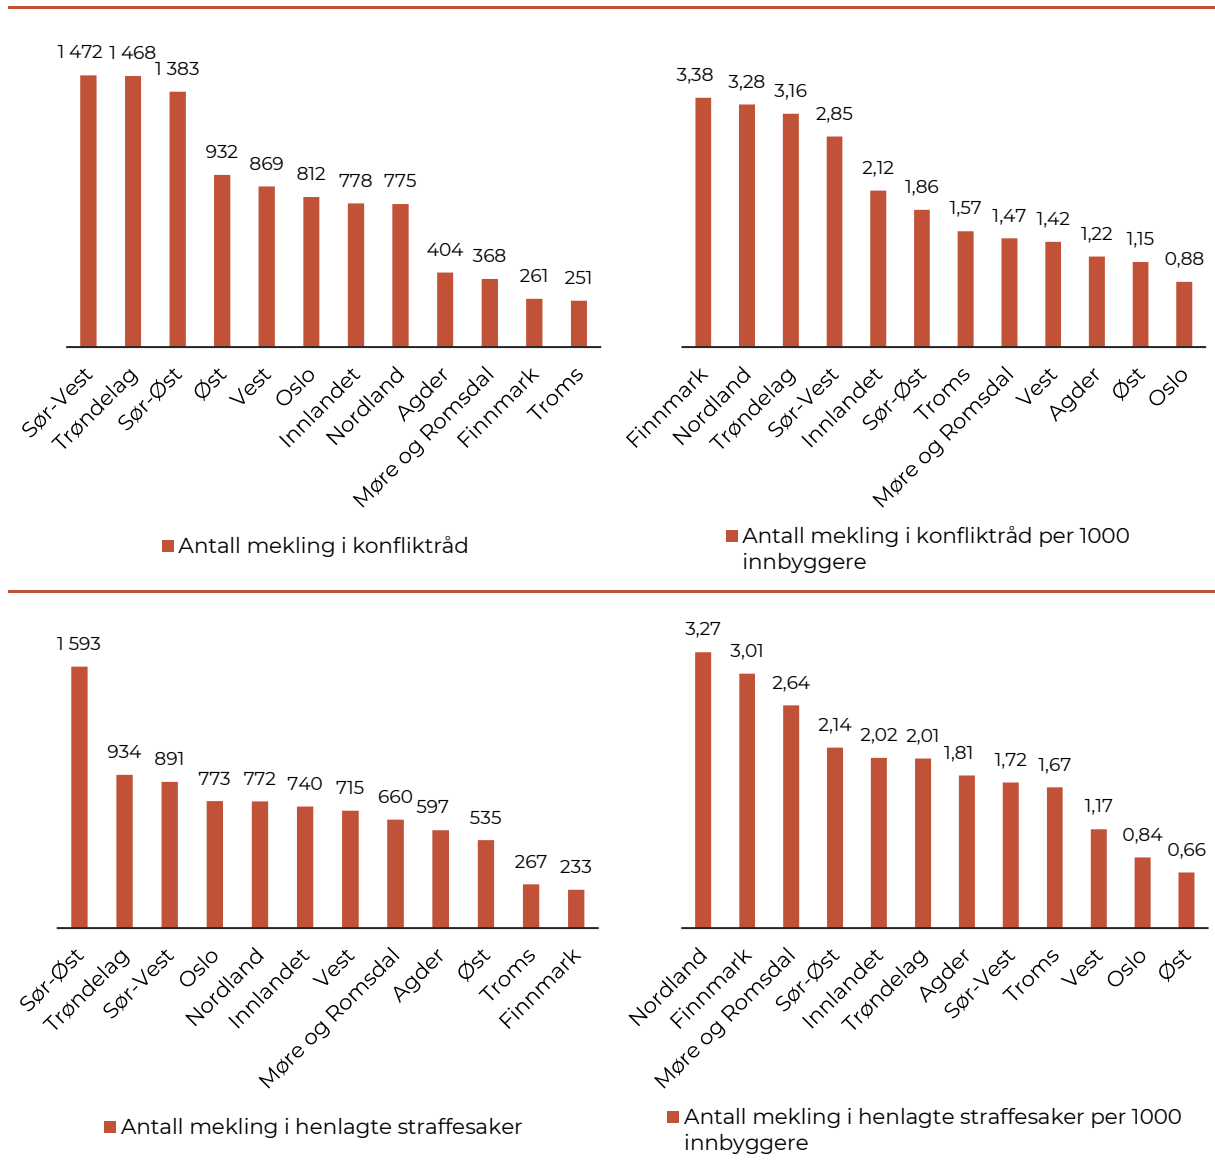 1 472 1 468
1 383
932
869
812
778
775
404
368
261
251
Sør-Vest
Trøndelag
Sør-Øst
Øst
Vest
Oslo
Innlandet
Nordland
Agder
Møre og Romsdal
Finnmark
Troms
Antall mekling i konfliktråd
3,38
3,28
3,16
2,85
2,12
1,86
1,57
1,47
1,42
1,22
1,15
0,88
Finnmark
Nordland
Trøndelag
Sør-Vest
Innlandet
Sør-Øst
Troms
Møre og Romsdal
Vest
Agder
Øst
Oslo
Antall mekling i konfliktråd per 1000
innbyggere
1 593
934
891
773
772
740
715
660
597
535
267
233
Sør-Øst
Trøndelag
Sør-Vest
Oslo
Nordland
Innlandet
Vest
Møre og Romsdal
Agder
Øst
Troms
Finnmark
Antall mekling i henlagte straffesaker
3,27
3,01
2,64
2,14
2,02
2,01
1,81
1,72
1,67
1,17
0,84
0,66
Nordland
Finnmark
Møre og Romsdal
Sør-Øst
Innlandet
Trøndelag
Agder
Sør-Vest
Troms
Vest
Oslo
Øst
Antall mekling i henlagte straffesaker per 1000
innbyggere